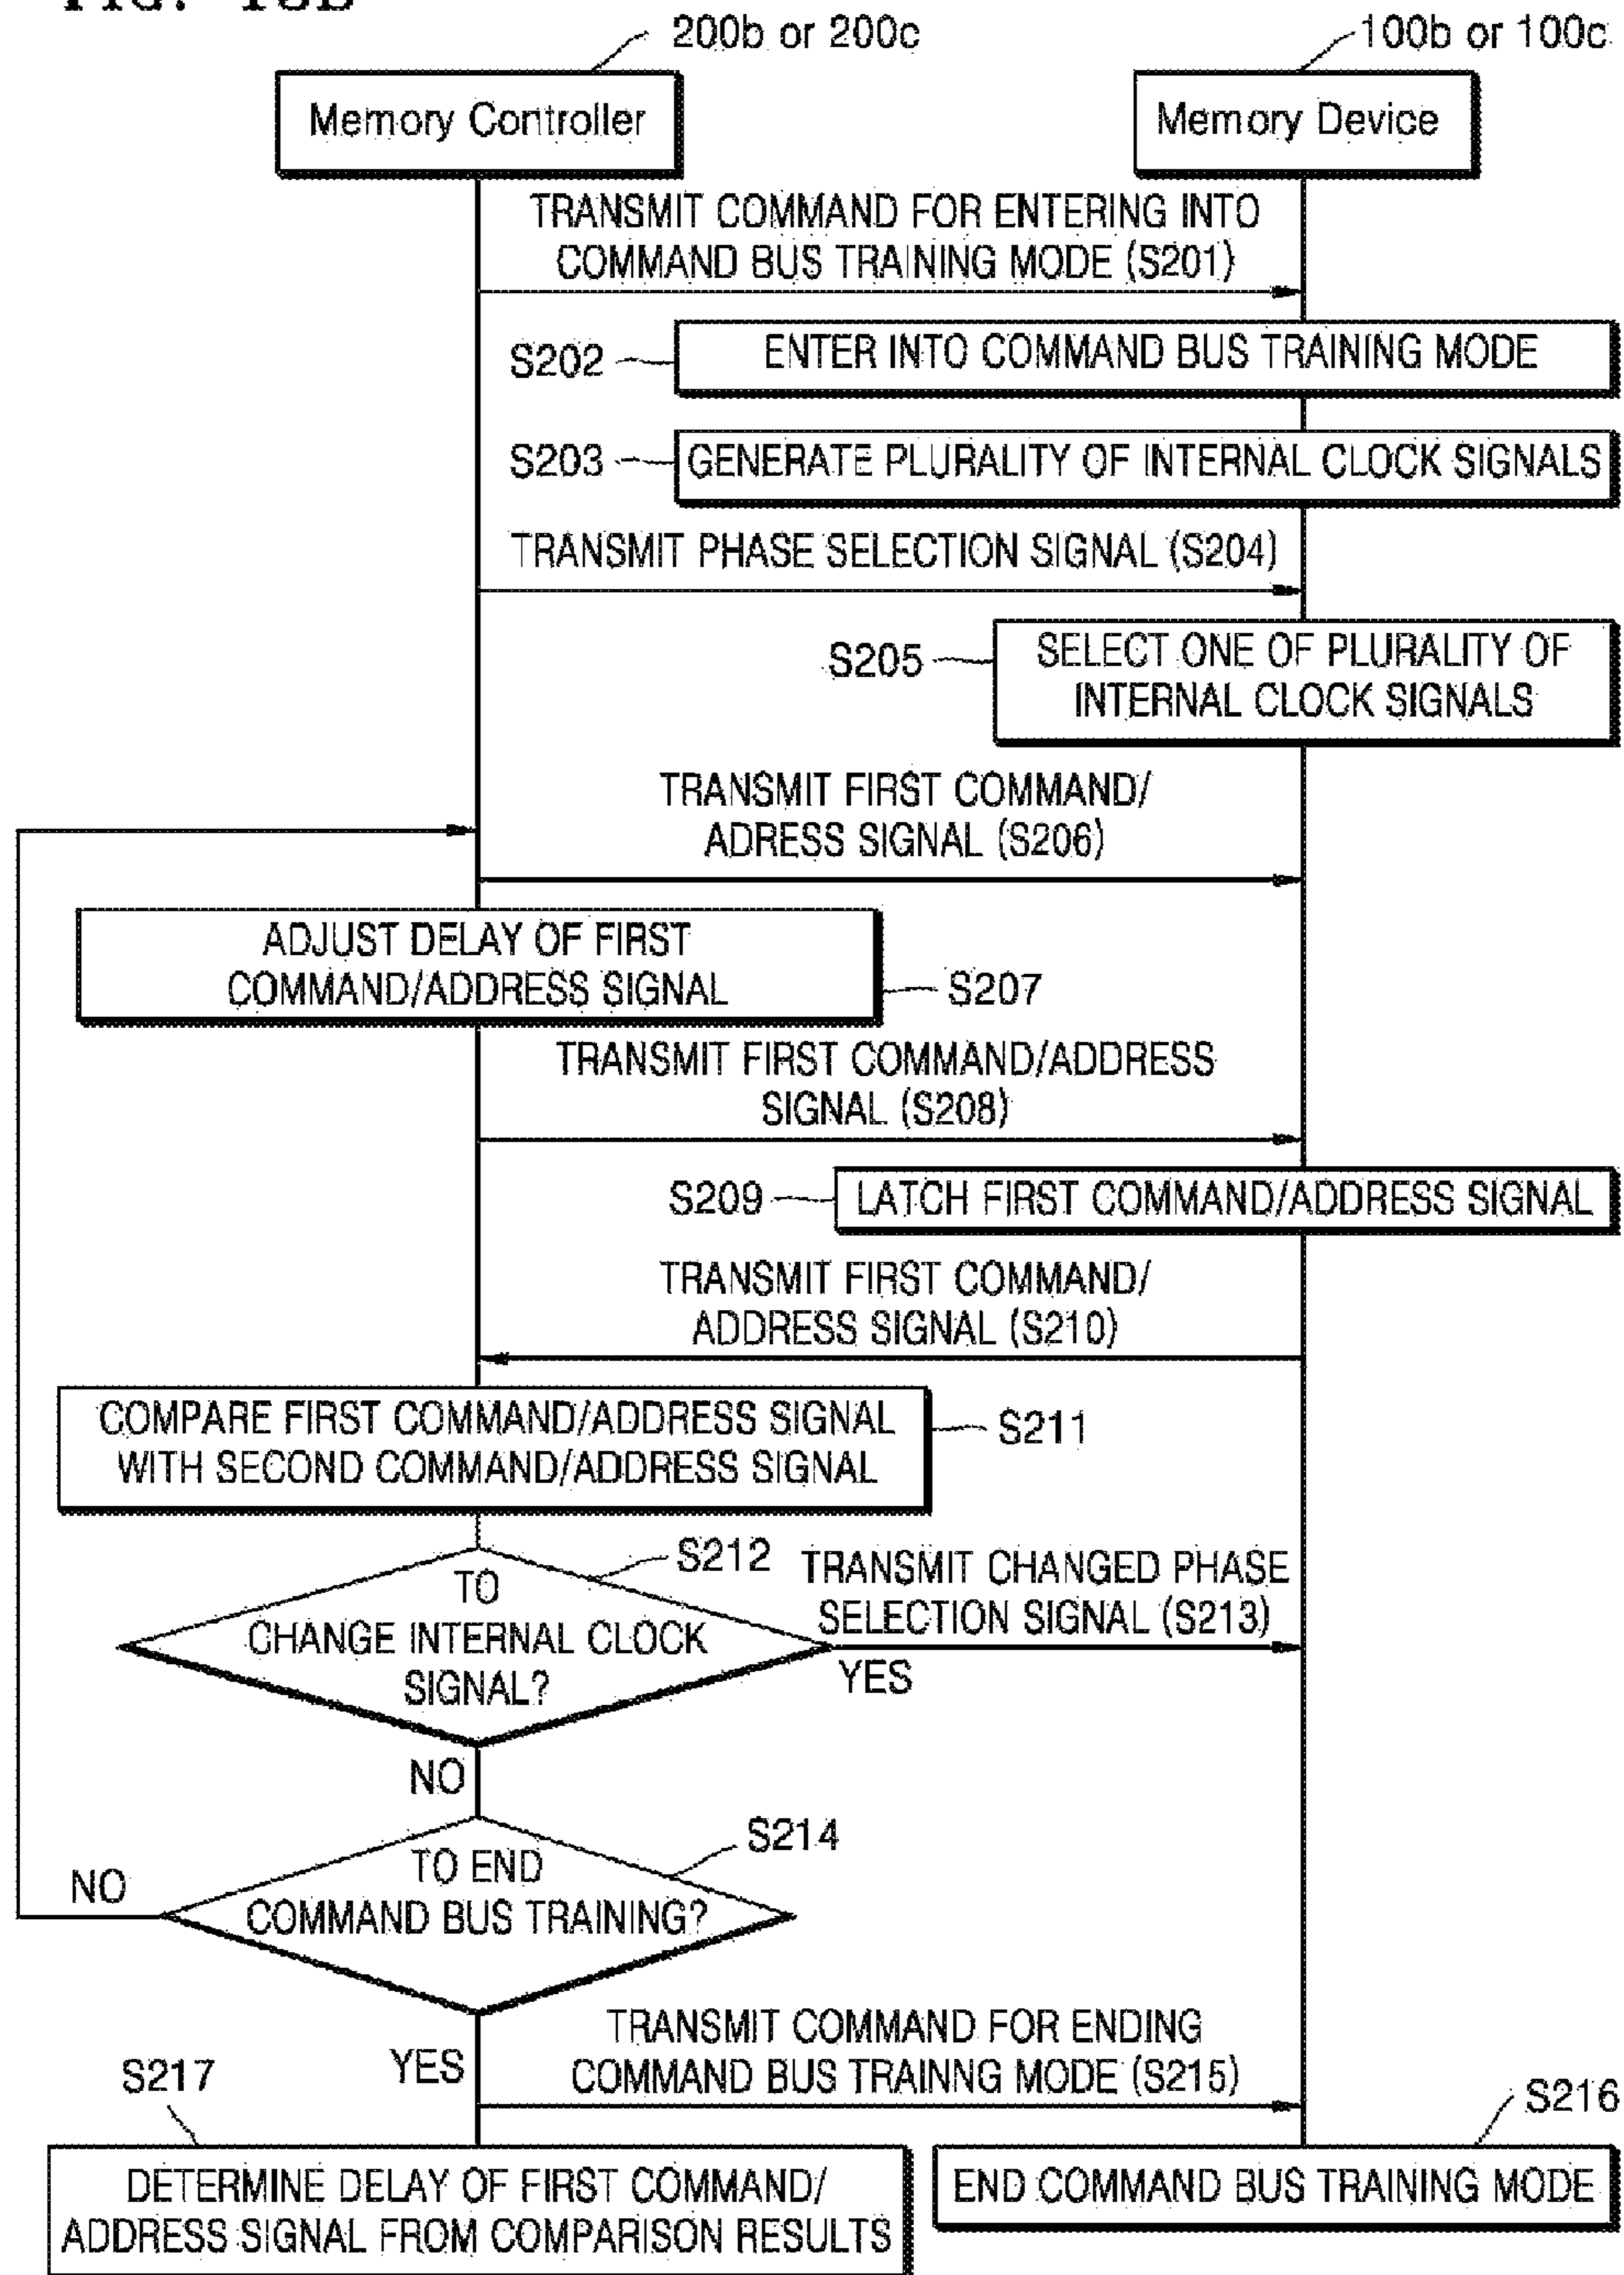 200b or 200c
100b or 100c
Memory Controller
Memory Device
TRANSMIT COMMAND FOR ENTERING INTO
COMMAND BUS TRAINING MODE (S201)
S202
ENTER INTO COMMAND BUS TRAINING MODE
S203
GENERATE PLURALITY OF INTERNAL CLOCK SIGNALS
TRANSMIT PHASE SELECTION SIGNAL (S204)
S205
SELECT ONE OF PLURALITY OF
INTERNAL CLOCK SIGNALS
TRANSMIT FIRST COMMAND/
ADRESS SIGNAL (S206)
ADJUST DELAY OF FIRST
COMMAND/ADDRESS SIGNAL
S207
TRANSMIT FIRST COMMAND/ADDRESS
SIGNAL (S208)
S209
LATCH FIRST COMMAND/ADDRESS SIGNAL
TRANSMIT FIRST COMMAND/
ADDRESS SIGNAL (S210)
COMPARE FIRST COMMAND/ADDRESS SIGNAL
WITH SECOND COMMAND/ADDRESS SIGNAL
S211
S212
TO
CHANGE INTERNAL CLOCK
SIGNAL?
TRANSMIT CHANGED PHASE
SELECTION SIGNAL (S213)
YES
NO
S214
TO END
COMMAND BUS TRAINING?
NO
YES
TRANSMIT COMMAND FOR ENDING
COMMAND BUS TRAINNG MODE (S215)
S217
S216
DETERMINE DELAY OF FIRST COMMAND/
ADDRESS SIGNAL FROM COMPARISON RESULTS
END COMMAND BUS TRAINING MODE